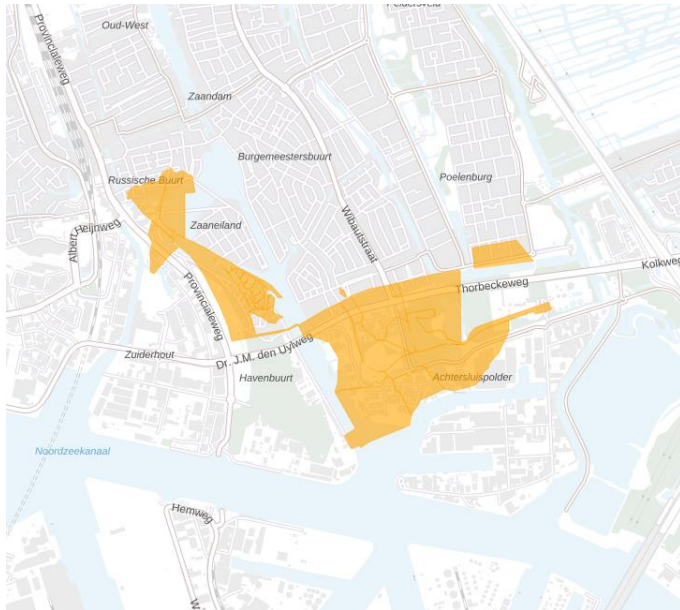 Peldersveld
Oud-West
Provincialeweg
Zaandam
Burgemeestersbuurt
Russische Buurt
Poelenburg
Albert Heijnweg
Zaaneiland
Wibautstraat
Kolkweg
Thorbeckeweg
Provincialeweg
Dr. J.M. den Uylweg
Zuiderhout
Havenbuurt
Achtersluispolder
Noordzeekanaal
Hemweg